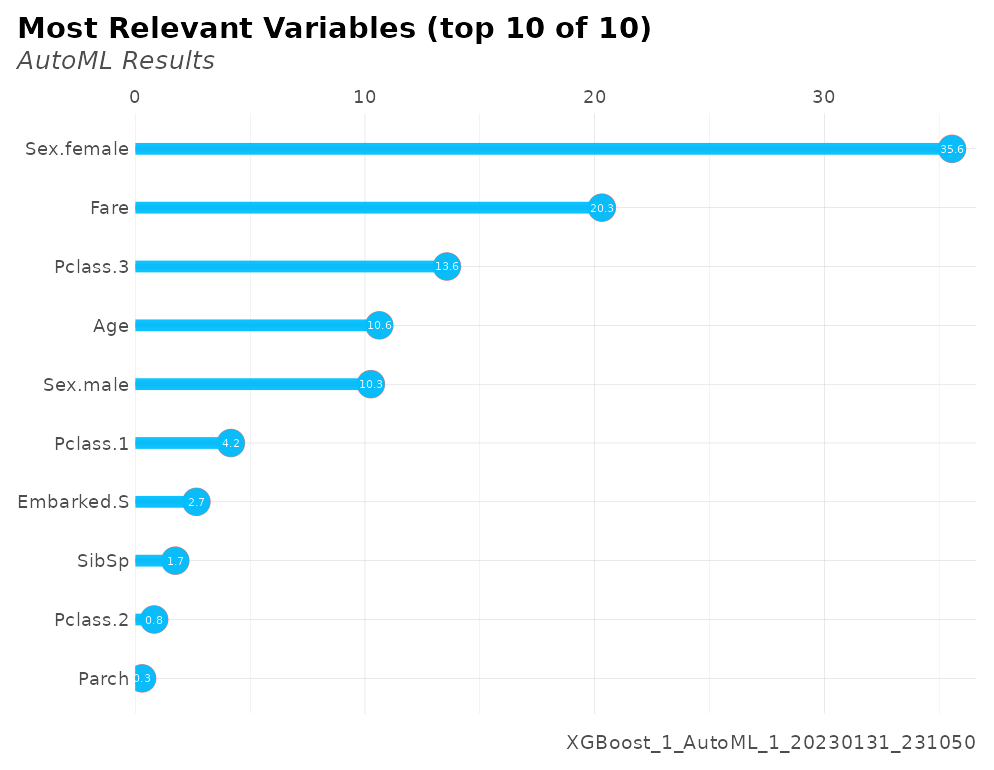 Most Relevant Variables (top 10 of 10)
AutoML Results
0 10 20 30
Sex.female 35.6
Fare 20.3
Pclass.3 13.6
Age 10.6
Sex.male 10.3
Pclass.1 4.2
Embarked.S 2.7
SibSp 1.7
Pclass.2 0.8
Parch 0.3
XGBoost_1_AutoML_1_20230131_231050